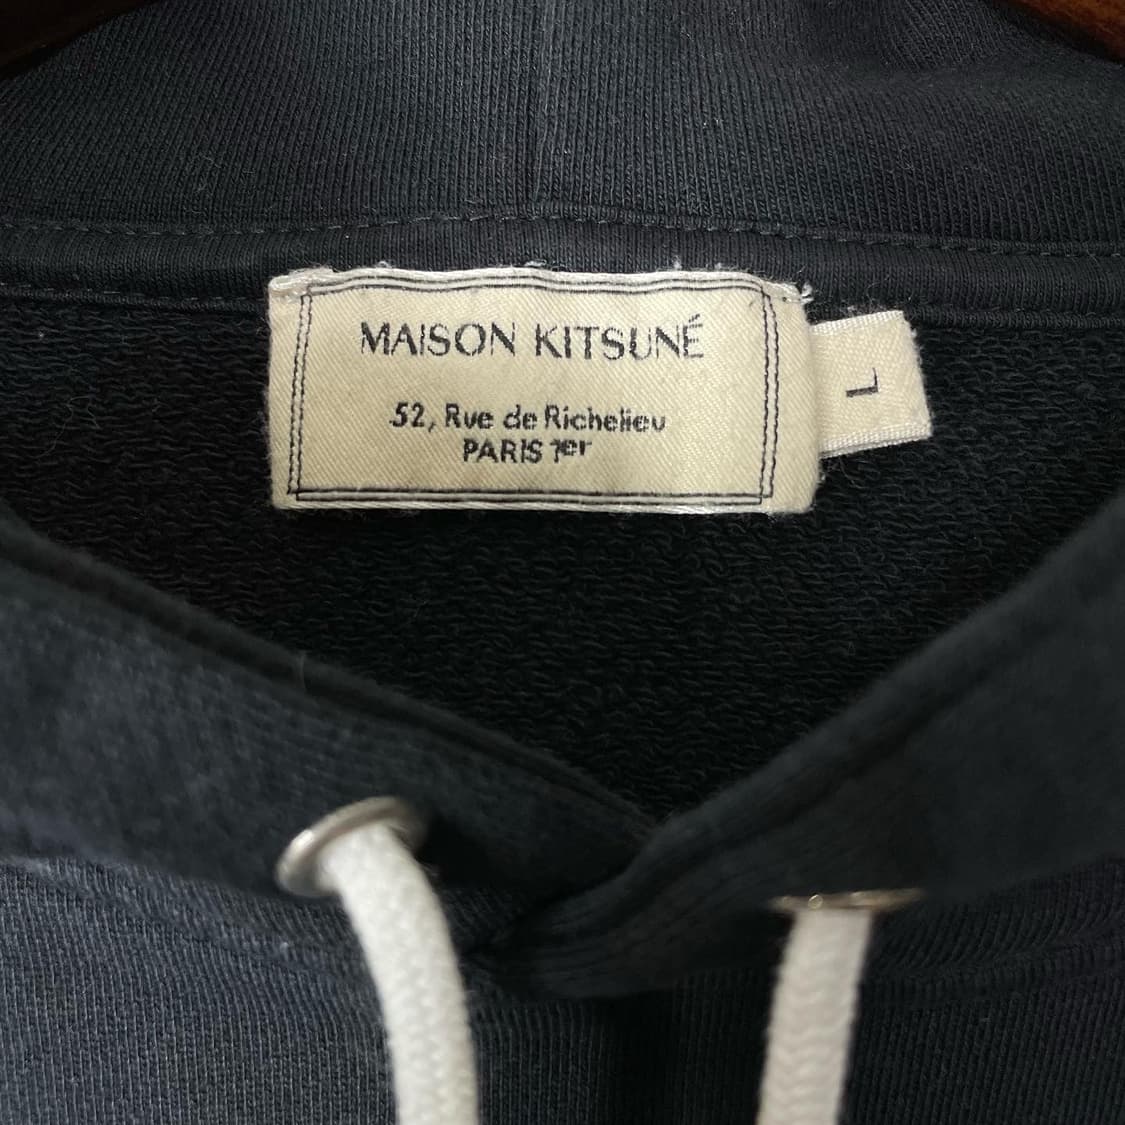 MAISON KITSUNÉ
52, Rue de Richelieu
PARIS 1er
L